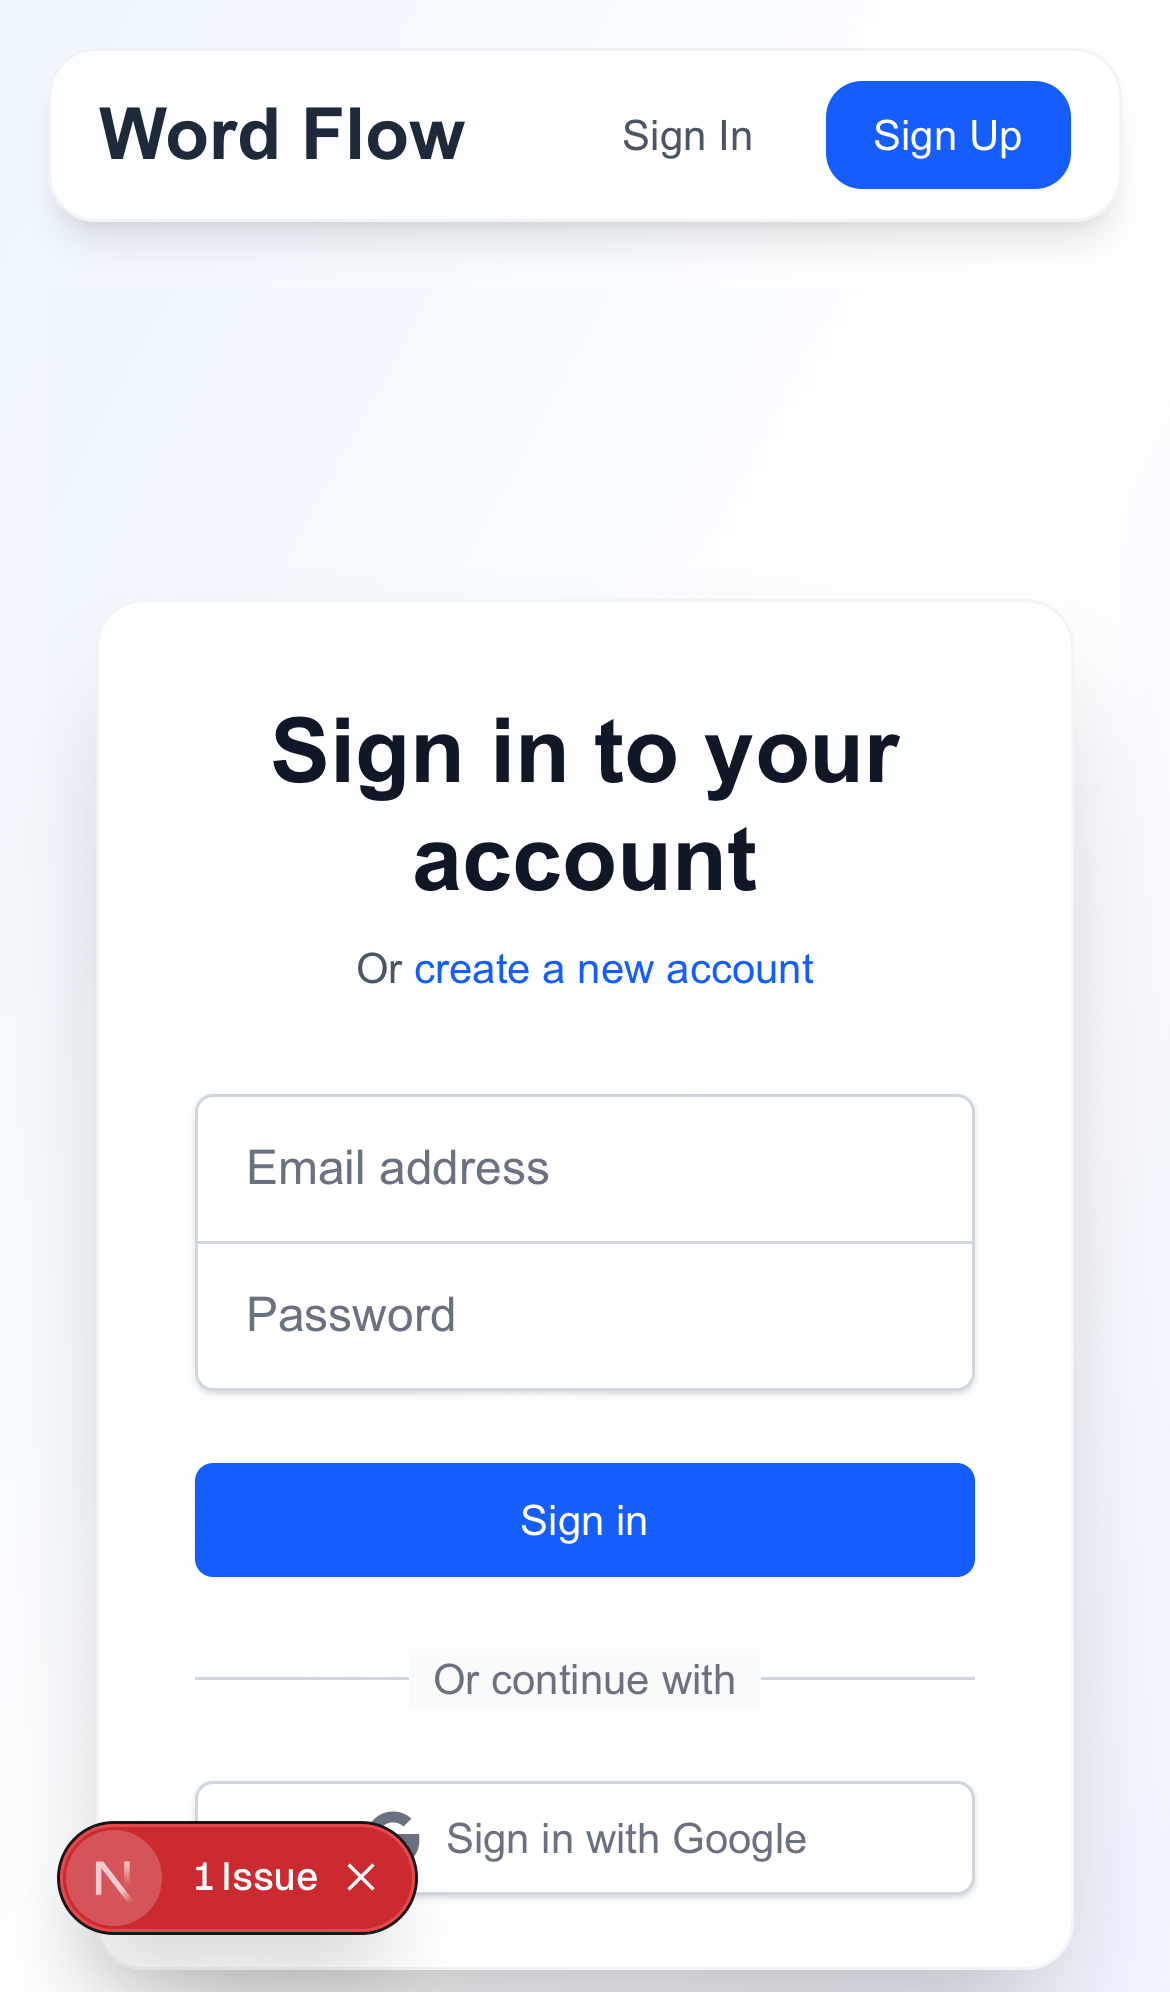 Word Flow
Sign In
Sign Up
Sign in to your
account
Or create a new account
Email address
Password
Sign in
Or continue with
Sign in with Google
1 Issue